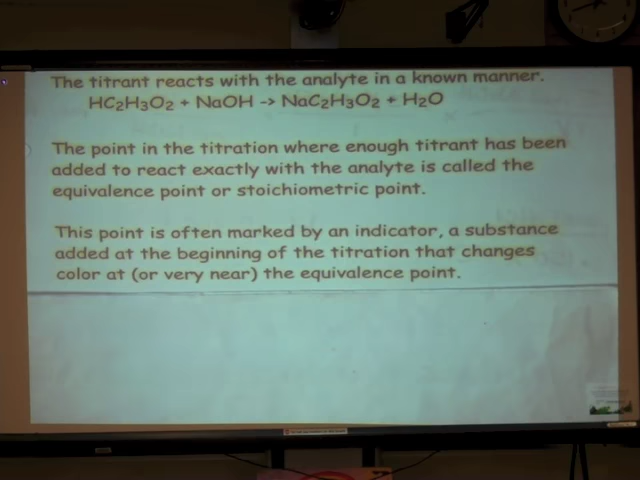 The titrant reacts with the analyte in a known manner.
HC2H3O2 + NaOH -> NaC2H3O2 + H2O
The point in the titration where enough titrant has been
added to react exactly with the analyte is called the
equivalence point or stoichiometric point.
This point is often marked by an indicator, a substance
added at the beginning of the titration that changes
color at (or very near) the equivalence point.